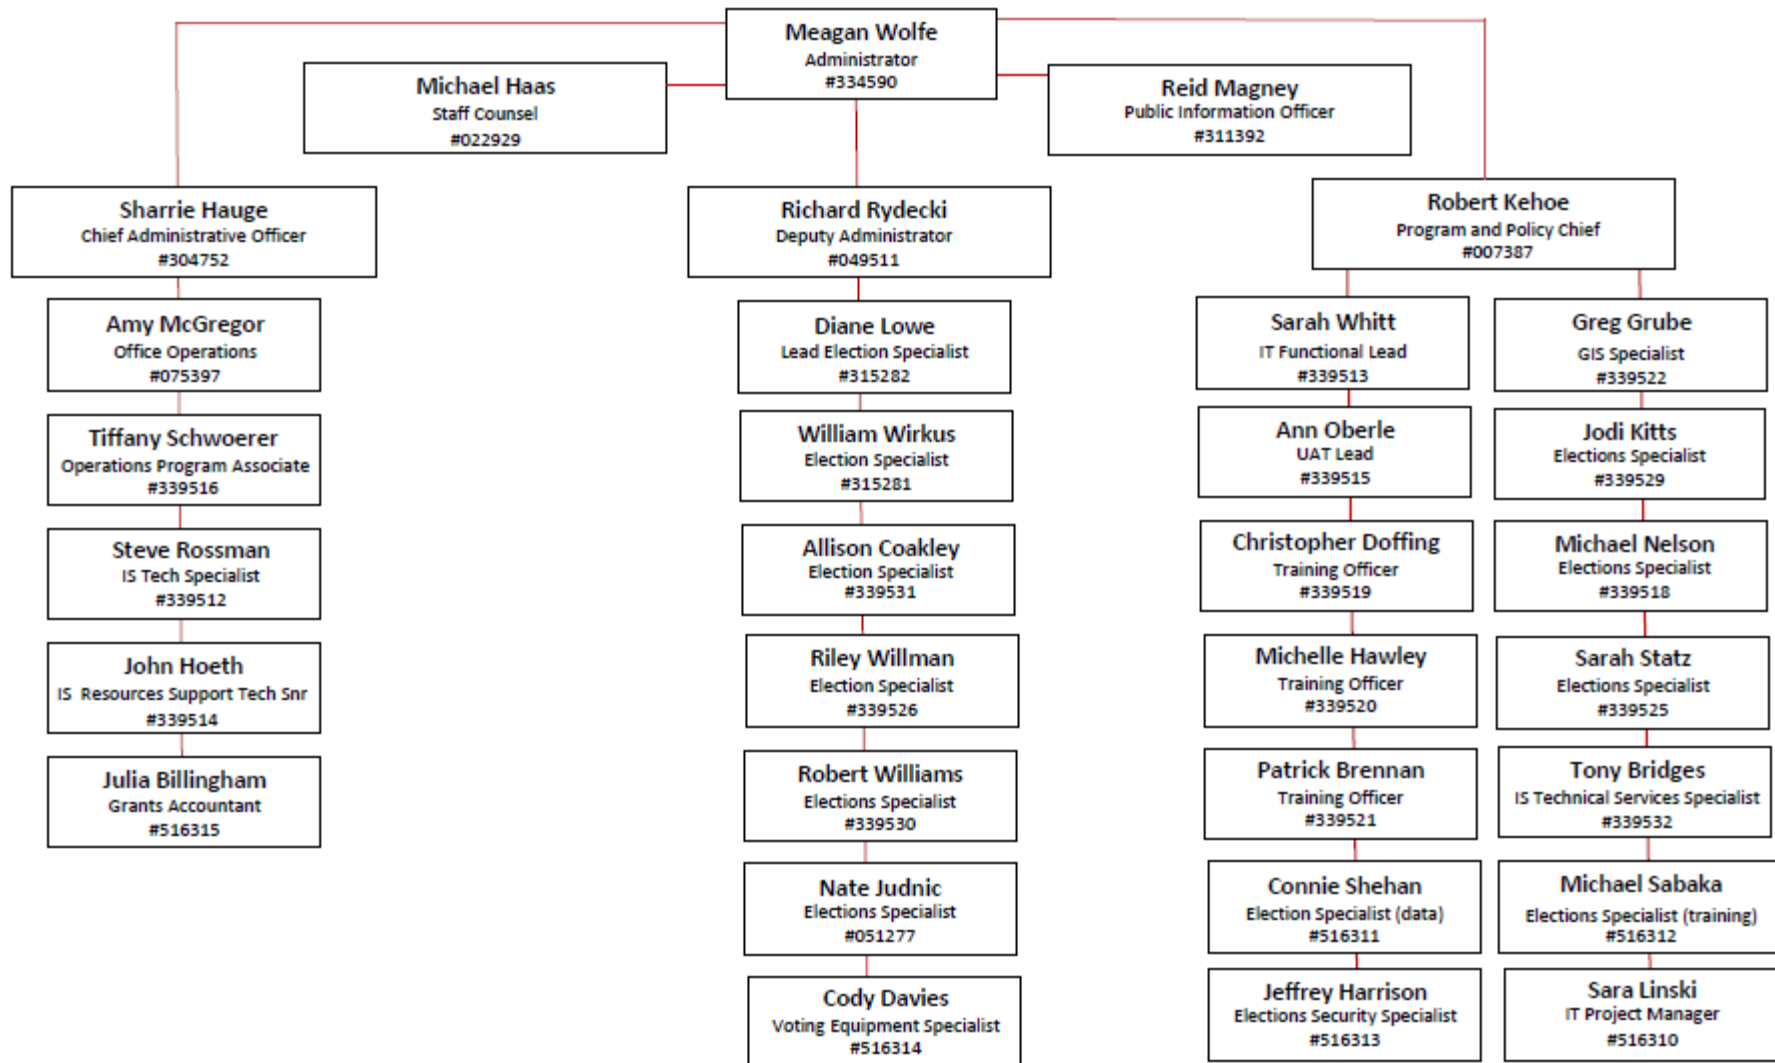 Meagan Wolfe
Administrator
#334590
Michael Haas
Staff Counsel
#022929
Reid Magney
Public Information Officer
#311392
Sharrie Hauge
Chief Administrative Officer
#304752
Amy McGregor
Office Operations
#075397
Tiffany Schwoerer
Operations Program Associate
#339516
Steve Rossman
IS Tech Specialist
#339512
John Hoeth
IS Resources Support Tech Snr
#339514
Julia Billingham
Grants Accountant
#516315
Richard Rydecki
Deputy Administrator
#049511
Diane Lowe
Lead Election Specialist
#315282
William Wirkus
Election Specialist
#315281
Allison Coakley
Election Specialist
#339531
Riley Willman
Election Specialist
#339526
Robert Williams
Elections Specialist
#339530
Nate Judnic
Elections Specialist
#051277
Cody Davies
Voting Equipment Specialist
#516314
Robert Kehoe
Program and Policy Chief
#007387
Sarah Whitt
IT Functional Lead
#339513
Ann Oberle
UAT Lead
#339515
Christopher Doffing
Training Officer
#339519
Michelle Hawley
Training Officer
#339520
Patrick Brennan
Training Officer
#339521
Connie Shehan
Election Specialist (data)
#516311
Jeffrey Harrison
Elections Security Specialist
#516313
Greg Grube
GIS Specialist
#339522
Jodi Kitts
Elections Specialist
#339529
Michael Nelson
Elections Specialist
#339518
Sarah Statz
Elections Specialist
#339525
Tony Bridges
IS Technical Services Specialist
#339532
Michael Sabaka
Elections Specialist (training)
#516312
Sara Linski
IT Project Manager
#516310